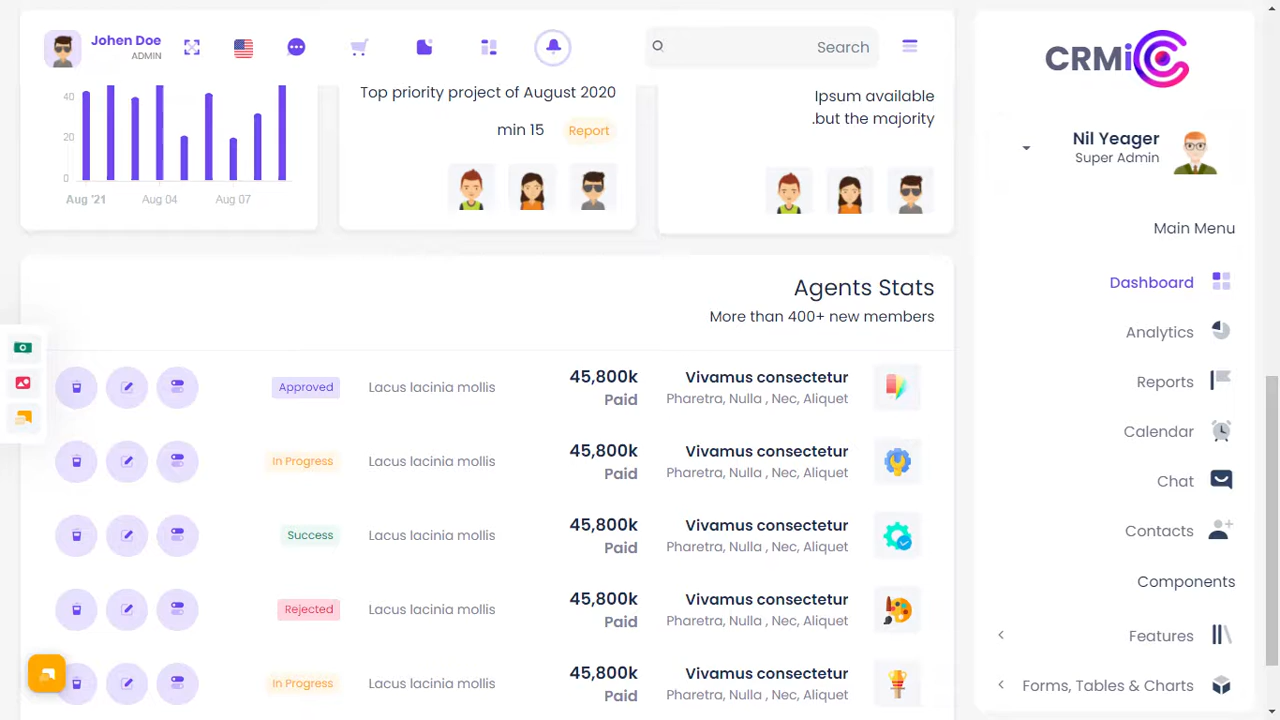 Johen Doe
ADMIN
Search
CRMi
40
20
0
Aug '21
Aug 04
Aug 07
Top priority project of August 2020
min 15
Report
Ipsum available
.but the majority
Nil Yeager
Super Admin
Main Menu
Dashboard
Analytics
Reports
Calendar
Chat
Contacts
Components
Features
Forms, Tables & Charts
Agents Stats
More than 400+ new members
Approved
Lacus lacinia mollis
45,800k
Paid
Vivamus consectetur
Pharetra, Nulla , Nec, Aliquet
In Progress
Lacus lacinia mollis
45,800k
Paid
Vivamus consectetur
Pharetra, Nulla , Nec, Aliquet
Success
Lacus lacinia mollis
45,800k
Paid
Vivamus consectetur
Pharetra, Nulla , Nec, Aliquet
Rejected
Lacus lacinia mollis
45,800k
Paid
Vivamus consectetur
Pharetra, Nulla , Nec, Aliquet
In Progress
Lacus lacinia mollis
45,800k
Paid
Vivamus consectetur
Pharetra, Nulla , Nec, Aliquet